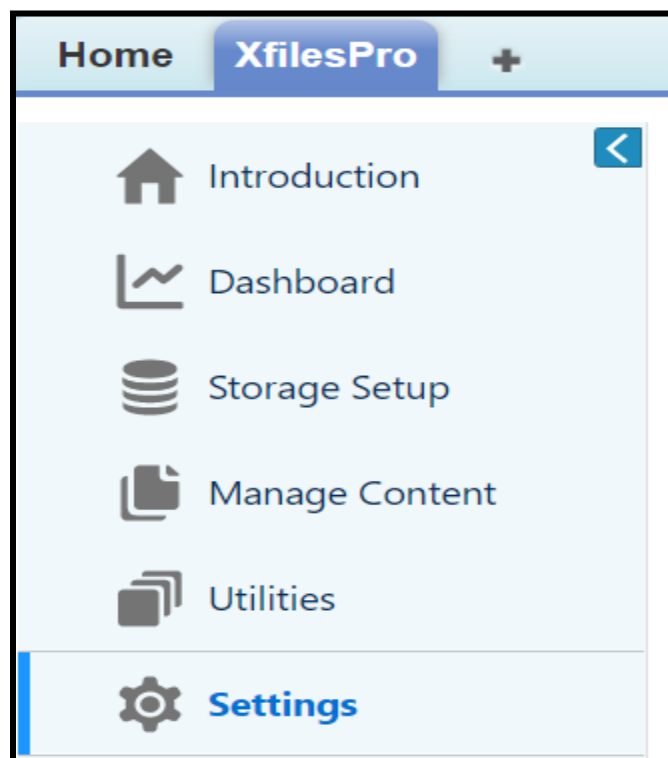 Home XfilesPro +
Introduction
Dashboard
Storage Setup
Manage Content
Utilities
Settings